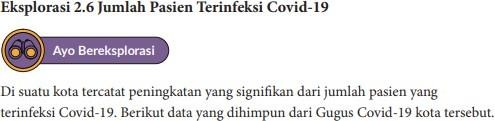 Eksplorasi 2.6 Jumlah Pasien Terinfeksi Covid-19
Ayo Bereksplorasi
Di suatu kota tercatat peningkatan yang signifikan dari jumlah pasien yang
terinfeksi Covid-19. Berikut data yang dihimpun dari Gugus Covid-19 kota tersebut.